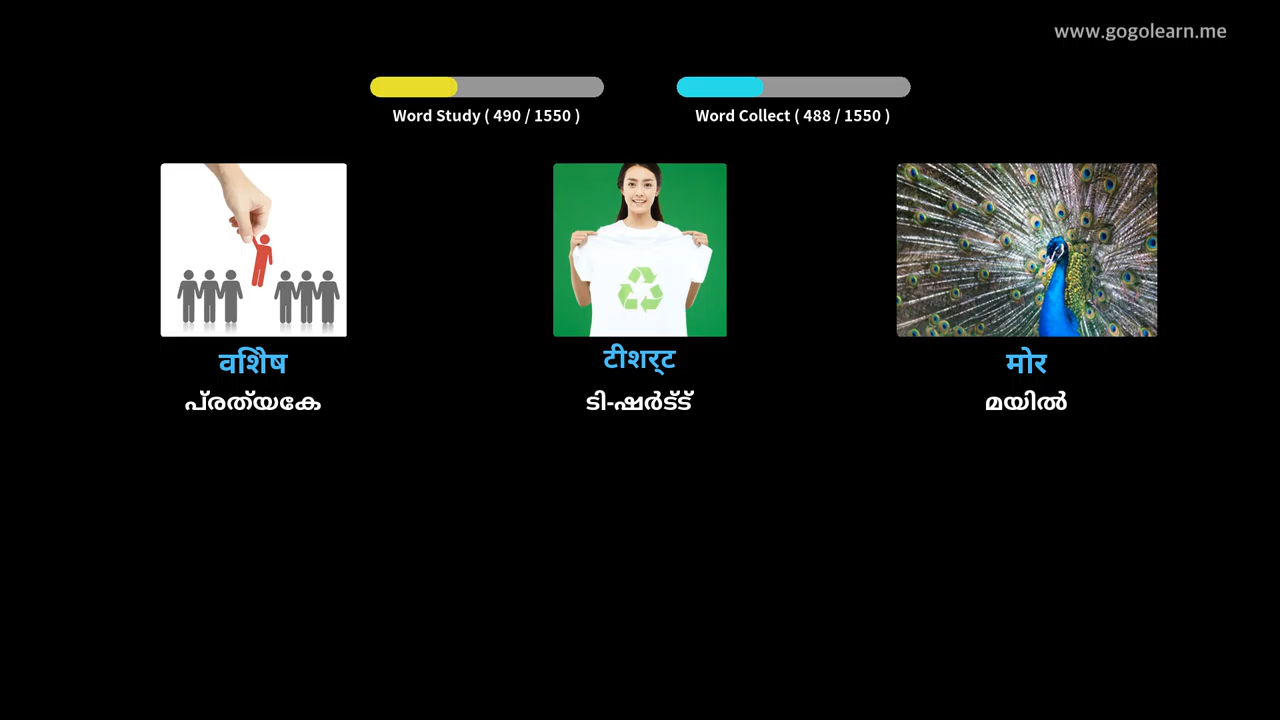 www.gogolearn.me
Word Study ( 490 / 1550 )
Word Collect ( 488 / 1550 )
विशेष
टीशर्ट
मोर
പ്രത്യേക
ടി-ഷർട്ട്
മയിൽ